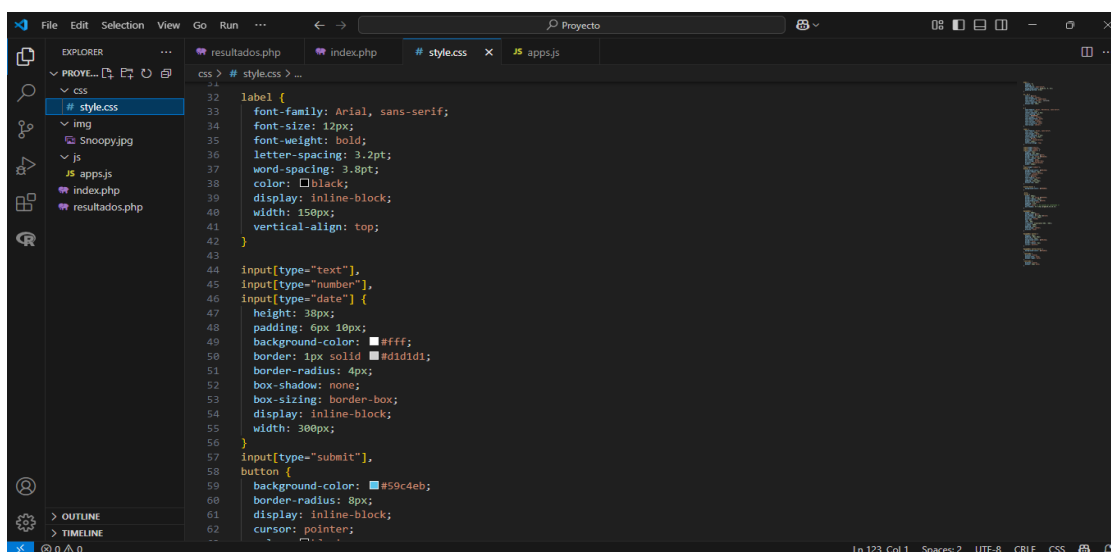 File Edit Selection View Go Run ... Proyecto
EXPLORER ...
resultados.php index.php # style.css JS apps.js
PROYE...
css
# style.css
img
Snoopy.jpg
js
JS apps.js
index.php
resultados.php
OUTLINE
TIMELINE
css > # style.css > ...
31
32 label {
33 font-family: Arial, sans-serif;
34 font-size: 12px;
35 font-weight: bold;
36 letter-spacing: 3.2pt;
37 word-spacing: 3.8pt;
38 color: black;
39 display: inline-block;
40 width: 150px;
41 vertical-align: top;
42 }
43
44 input[type="text"],
45 input[type="number"],
46 input[type="date"] {
47 height: 38px;
48 padding: 6px 10px;
49 background-color: #fff;
50 border: 1px solid #d1d1d1;
51 border-radius: 4px;
52 box-shadow: none;
53 box-sizing: border-box;
54 display: inline-block;
55 width: 300px;
56 }
57 input[type="submit"],
58 button {
59 background-color: #59c4eb;
60 border-radius: 8px;
61 display: inline-block;
62 cursor: pointer;
0 0 Ln 123, Col 1 Spaces: 2 UTF-8 CRLF CSS